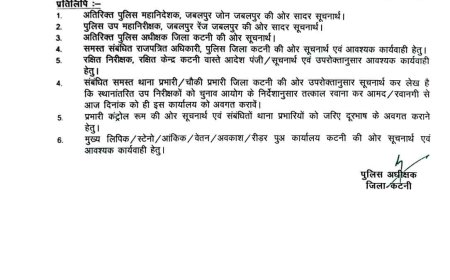 प्रतिलिपि :-
1. अतिरिक्त पुलिस महानिदेशक, जबलपुर जोन जबलपुर की ओर सादर सूचनार्थ।
2. पुलिस उप महानिरीक्षक, जबलपुर रेंज जबलपुर की ओर सादर सूचनार्थ।
3. अतिरिक्त पुलिस अधीक्षक जिला कटनी की ओर सूचनार्थ।
4. समस्त संबंधित राजपत्रित अधिकारी, पुलिस जिला कटनी की ओर सूचनार्थ एवं आवश्यक कार्यवाही हेतु।
5. रक्षित निरीक्षक, रक्षित केन्द्र कटनी वास्ते आदेश पंजी/सूचनार्थ एवं उपरोक्तानुसार आवश्यक कार्यवाही
हेतु।
4. समस्त संबंधित थाना प्रभारी/चौकी प्रभारी जिला कटनी की ओर उपरोक्तानुसार सूचनार्थ कर लेख है
कि स्थानांतरित उप निरीक्षकों को चुनाव आयोग के निर्देशानुसार तत्काल रवाना कर आमद/रवानगी से
आज दिनांक को ही इस कार्यालय को अवगत करावें।
5. प्रभारी कंट्रोल रूम की ओर सूचनार्थ एवं संबंधितों थाना प्रभारियों को जरिए दूरभाष के अवगत कराने
हेतु।
6. मुख्य लिपिक/स्टेनो/आंकिक/वेतन/अवकाश/रीडर पुअ कार्यालय कटनी की ओर सूचनार्थ एवं
आवश्यक कार्यवाही हेतु।
पुलिस अधीक्षक
जिला कटनी